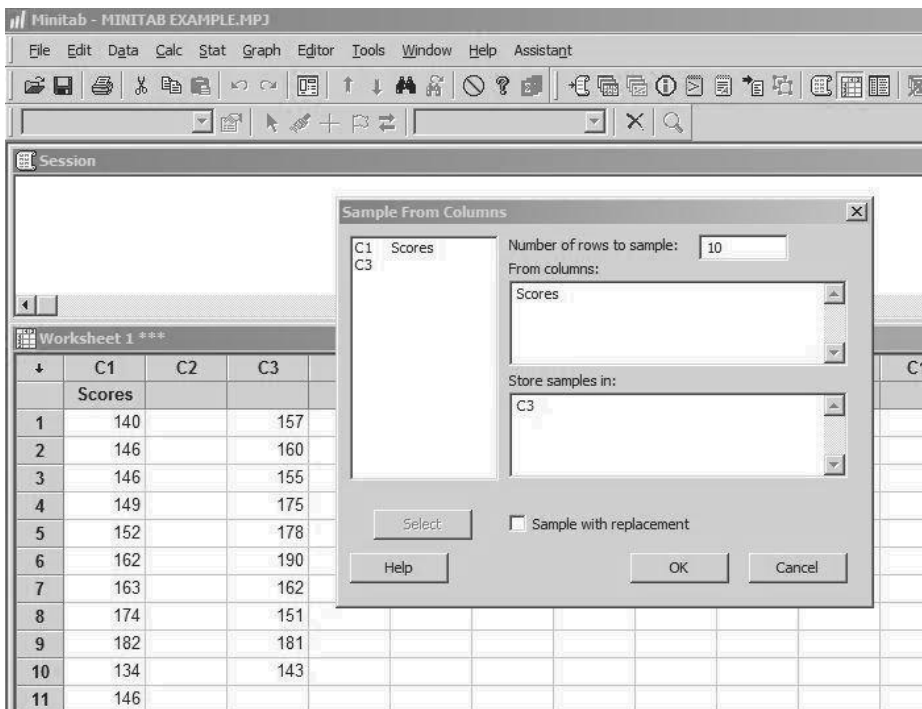 Minitab - MINITAB EXAMPLE.MPJ
File Edit Data Calc Stat Graph Editor Tools Window Help Assistant
Session
Sample From Columns
C1 Scores
C3
Number of rows to sample: 10
From columns:
Scores
Store samples in:
C3
Select
Sample with replacement
Help OK Cancel
Worksheet 1 ***
C1 C2 C3
Scores
1 140 157
2 146 160
3 146 155
4 149 175
5 152 178
6 162 190
7 163 162
8 174 151
9 182 181
10 134 143
11 146